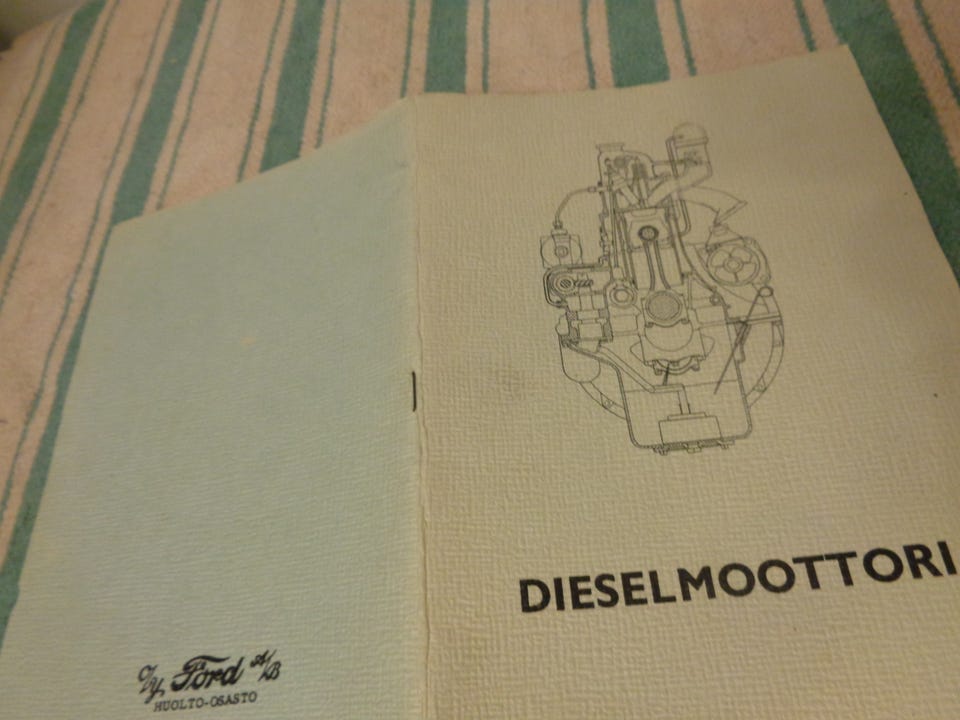 DIESELMOOTTORI
O/y. Ford A/B
HUOLTO-OSASTO